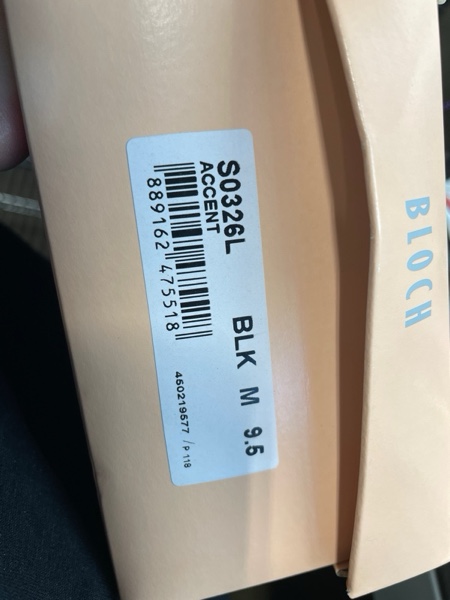 S0326L
ACCENT
889162 475518
BLK M 9.5
450219577 / P 118
BLOCH